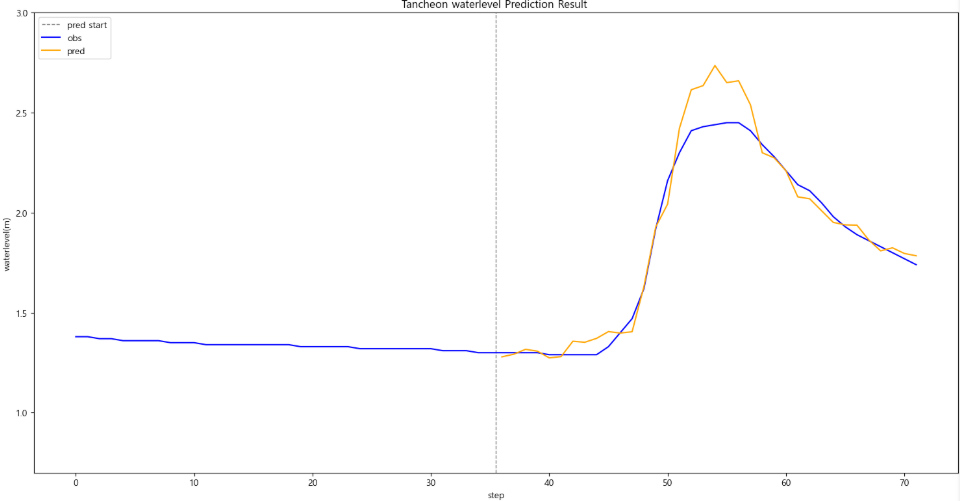 Tancheon waterlevel Prediction Result
pred start
obs
pred
waterlevel(m)
3.0
2.5
2.0
1.5
1.0
0 10 20 30 40 50 60 70
step